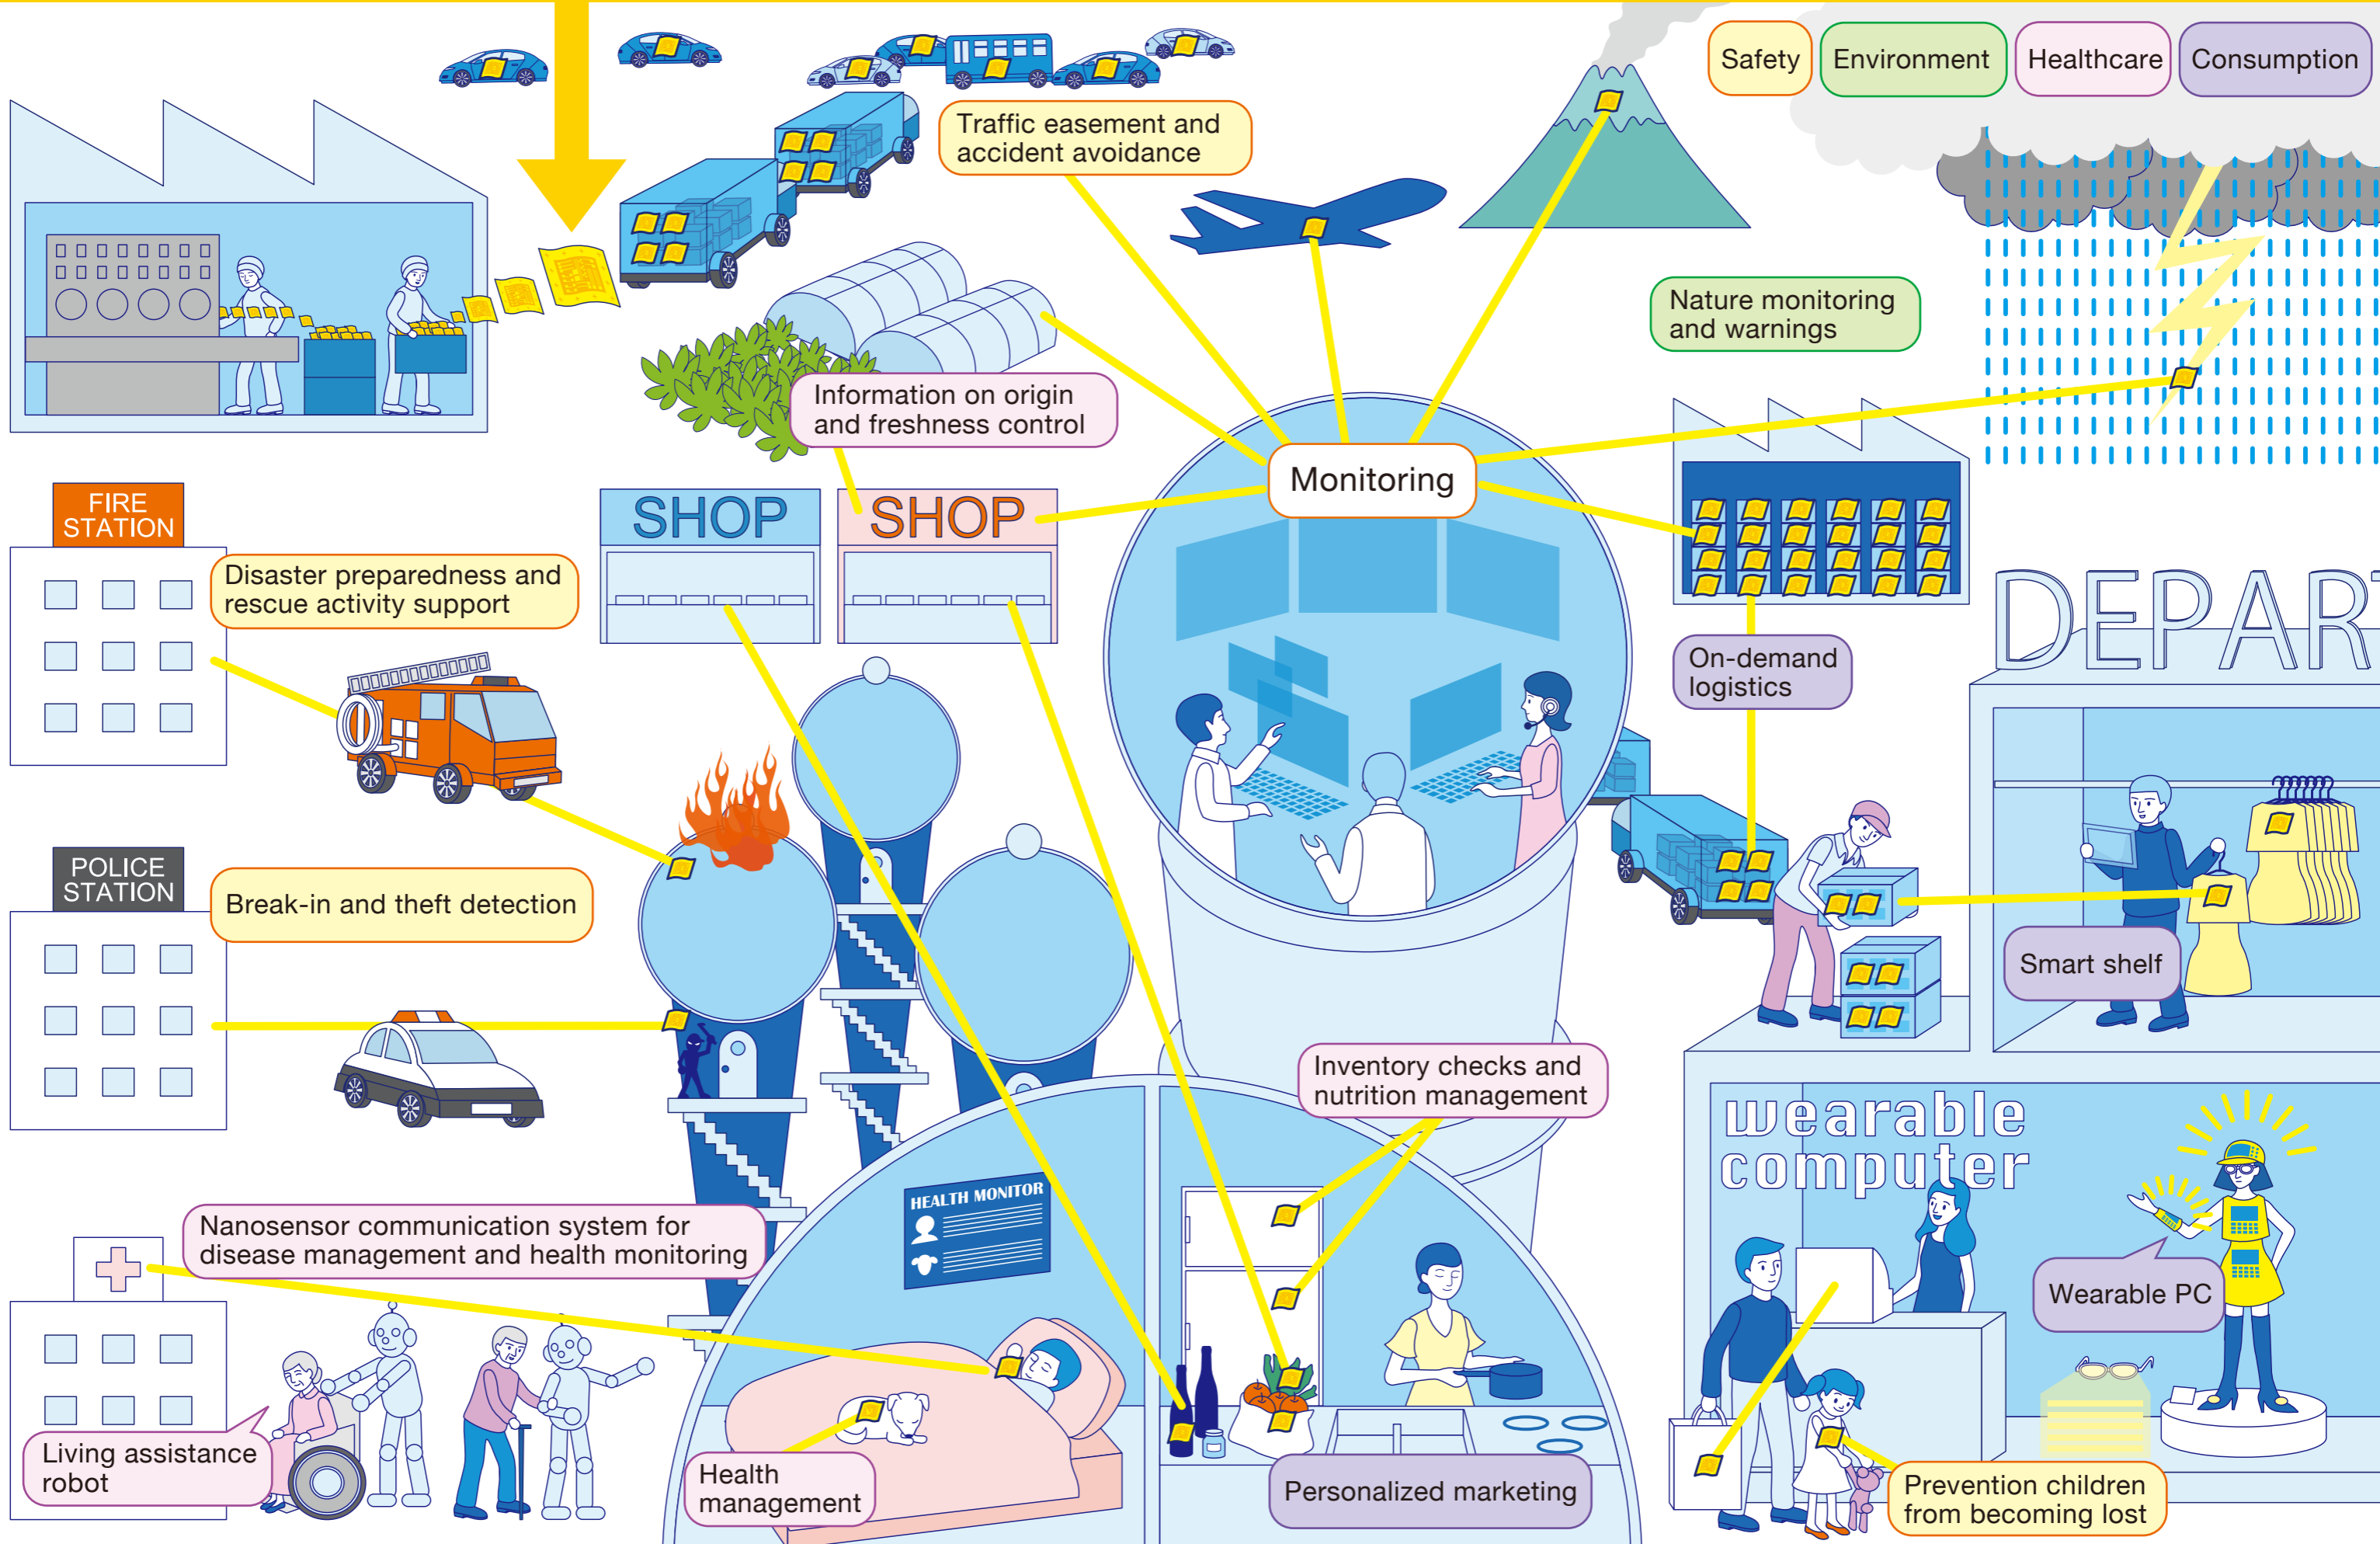 Safety
Environment
Healthcare
Consumption
Traffic easement and
accident avoidance
Nature monitoring
and warnings
Information on origin
and freshness control
Monitoring
FIRE
STATION
SHOP
SHOP
Disaster preparedness and
rescue activity support
On-demand
logistics
DEPART
POLICE
STATION
Break-in and theft detection
Smart shelf
Inventory checks and
nutrition management
wearable
computer
HEALTH MONITOR
Nanosensor communication system for
disease management and health monitoring
Wearable PC
Living assistance
robot
Health
management
Personalized marketing
Prevention children
from becoming lost